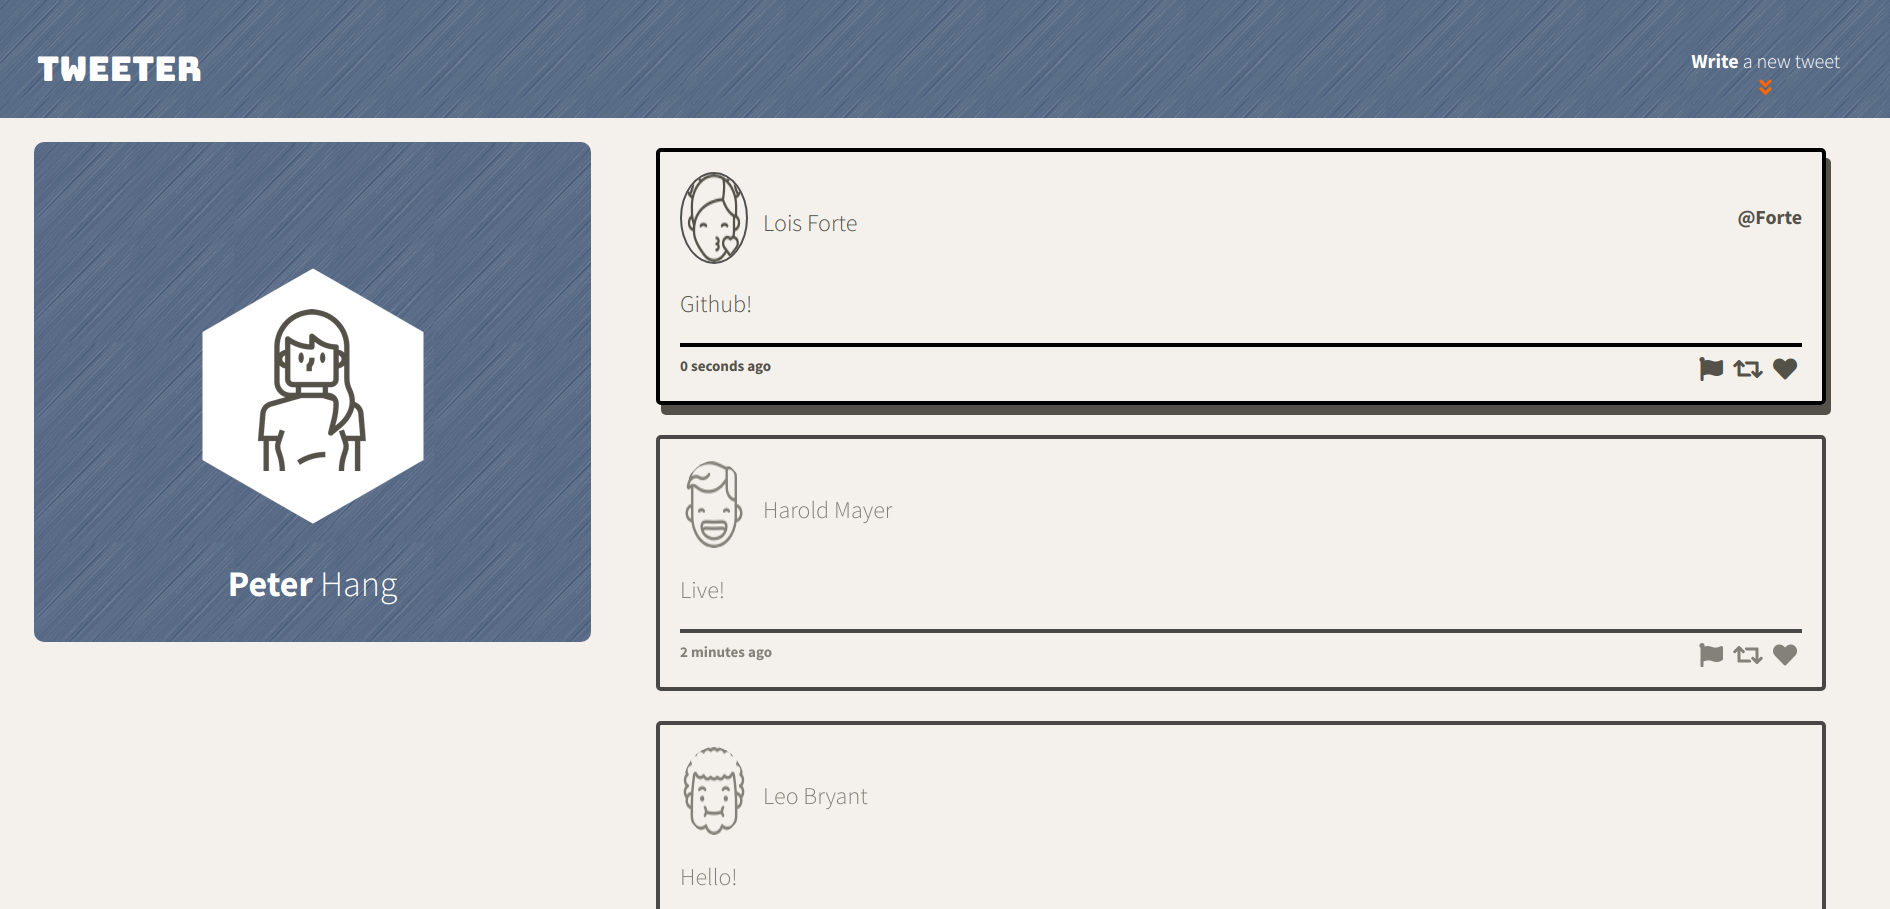 TWEETER
Write a new tweet
Peter Hang
Lois Forte
@Forte
Github!
0 seconds ago
Harold Mayer
Live!
2 minutes ago
Leo Bryant
Hello!